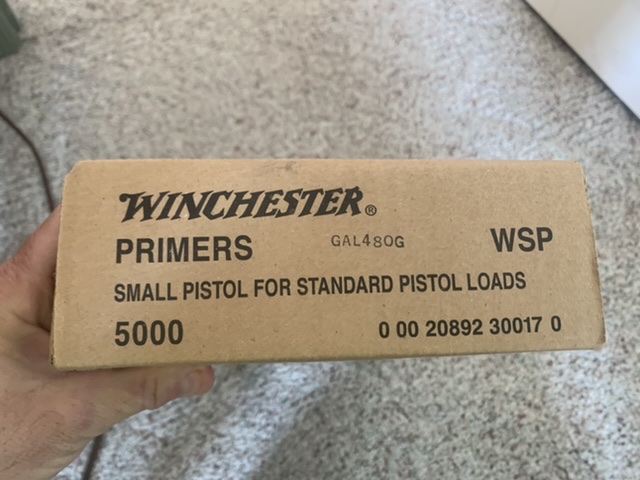 WINCHESTER®
PRIMERS GAL480G WSP
SMALL PISTOL FOR STANDARD PISTOL LOADS
5000 0 00 20892 30017 0